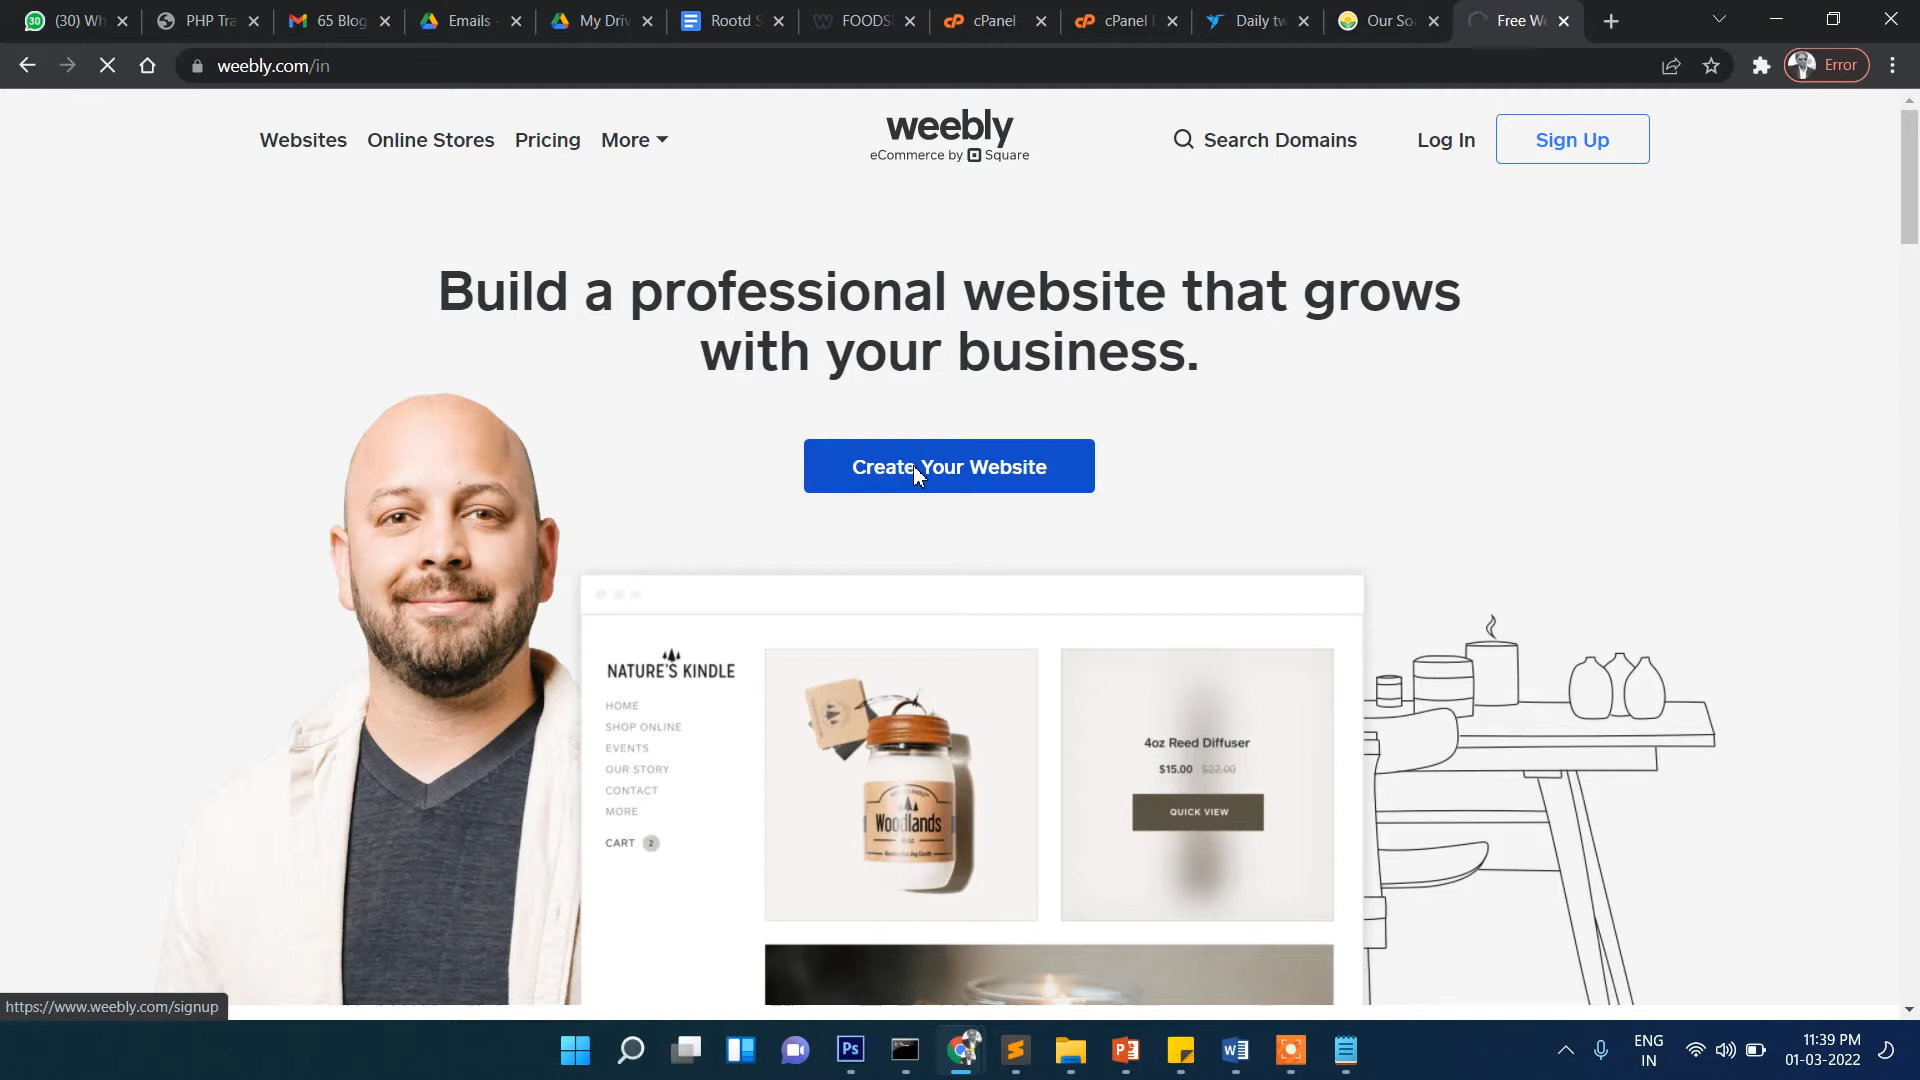 (30) Wh
PHP Tra
65 Blog
Emails -
My Driv
Rootd S
FOODSI
cPanel
cPanel E
Daily tw
Our So
Free We
weebly.com/in
Error
Websites
Online Stores
Pricing
More
weebly
eCommerce by Square
Search Domains
Log In
Sign Up
Build a professional website that grows
with your business.
Create Your Website
NATURE'S KINDLE
HOME
SHOP ONLINE
EVENTS
OUR STORY
CONTACT
MORE
CART 2
Woodlands
4oz Reed Diffuser
$15.00 $22.00
QUICK VIEW
https://www.weebly.com/signup
ENG
IN
11:39 PM
01-03-2022